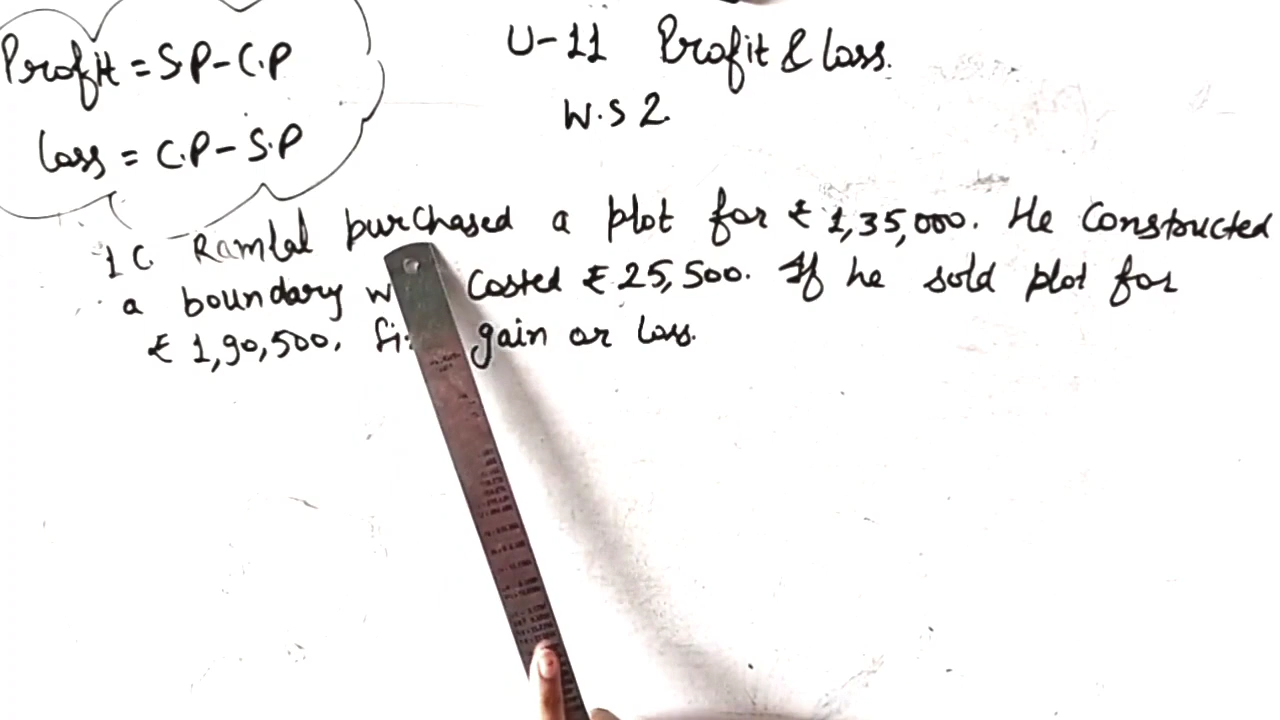 Profit = S.P - C.P
Loss = C.P - S.P
U-11 Profit & Loss.
W.S 2.
1 C. Ramlal purchased a plot for ₹ 1,35,000. He Constructed
a boundary w costed ₹ 25,500. If he sold plot for
₹ 1,90,500. fi gain or loss.